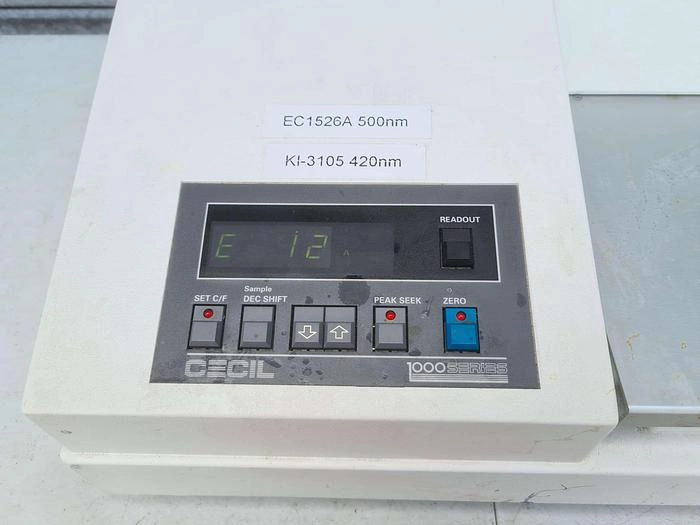 EC1526A 500nm
KI-3105 420nm
READOUT
E 12 A
Sample
SET C/F DEC SHIFT PEAK SEEK ZERO
CECIL 1000 SERIES